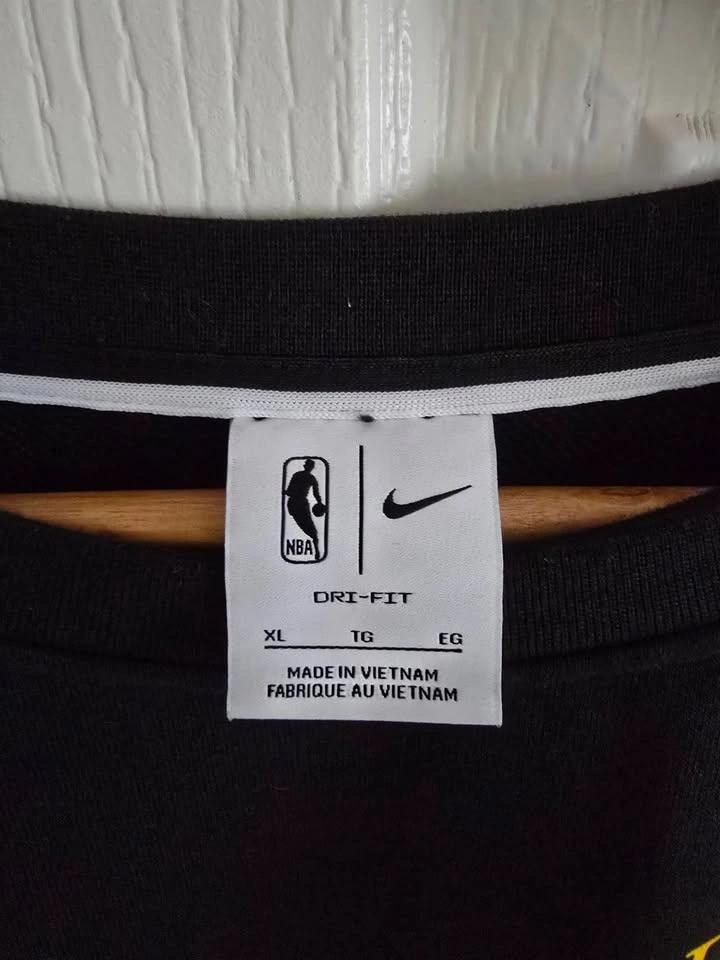 NBA
DRI-FIT
XL TG EG
MADE IN VIETNAM
FABRIQUE AU VIETNAM